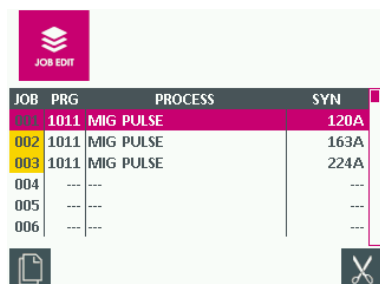 JOB EDIT
JOB PRG PROCESS SYN
001 1011 MIG PULSE 120A
002 1011 MIG PULSE 163A
003 1011 MIG PULSE 224A
004 --- --- ---
005 --- --- ---
006 --- --- ---